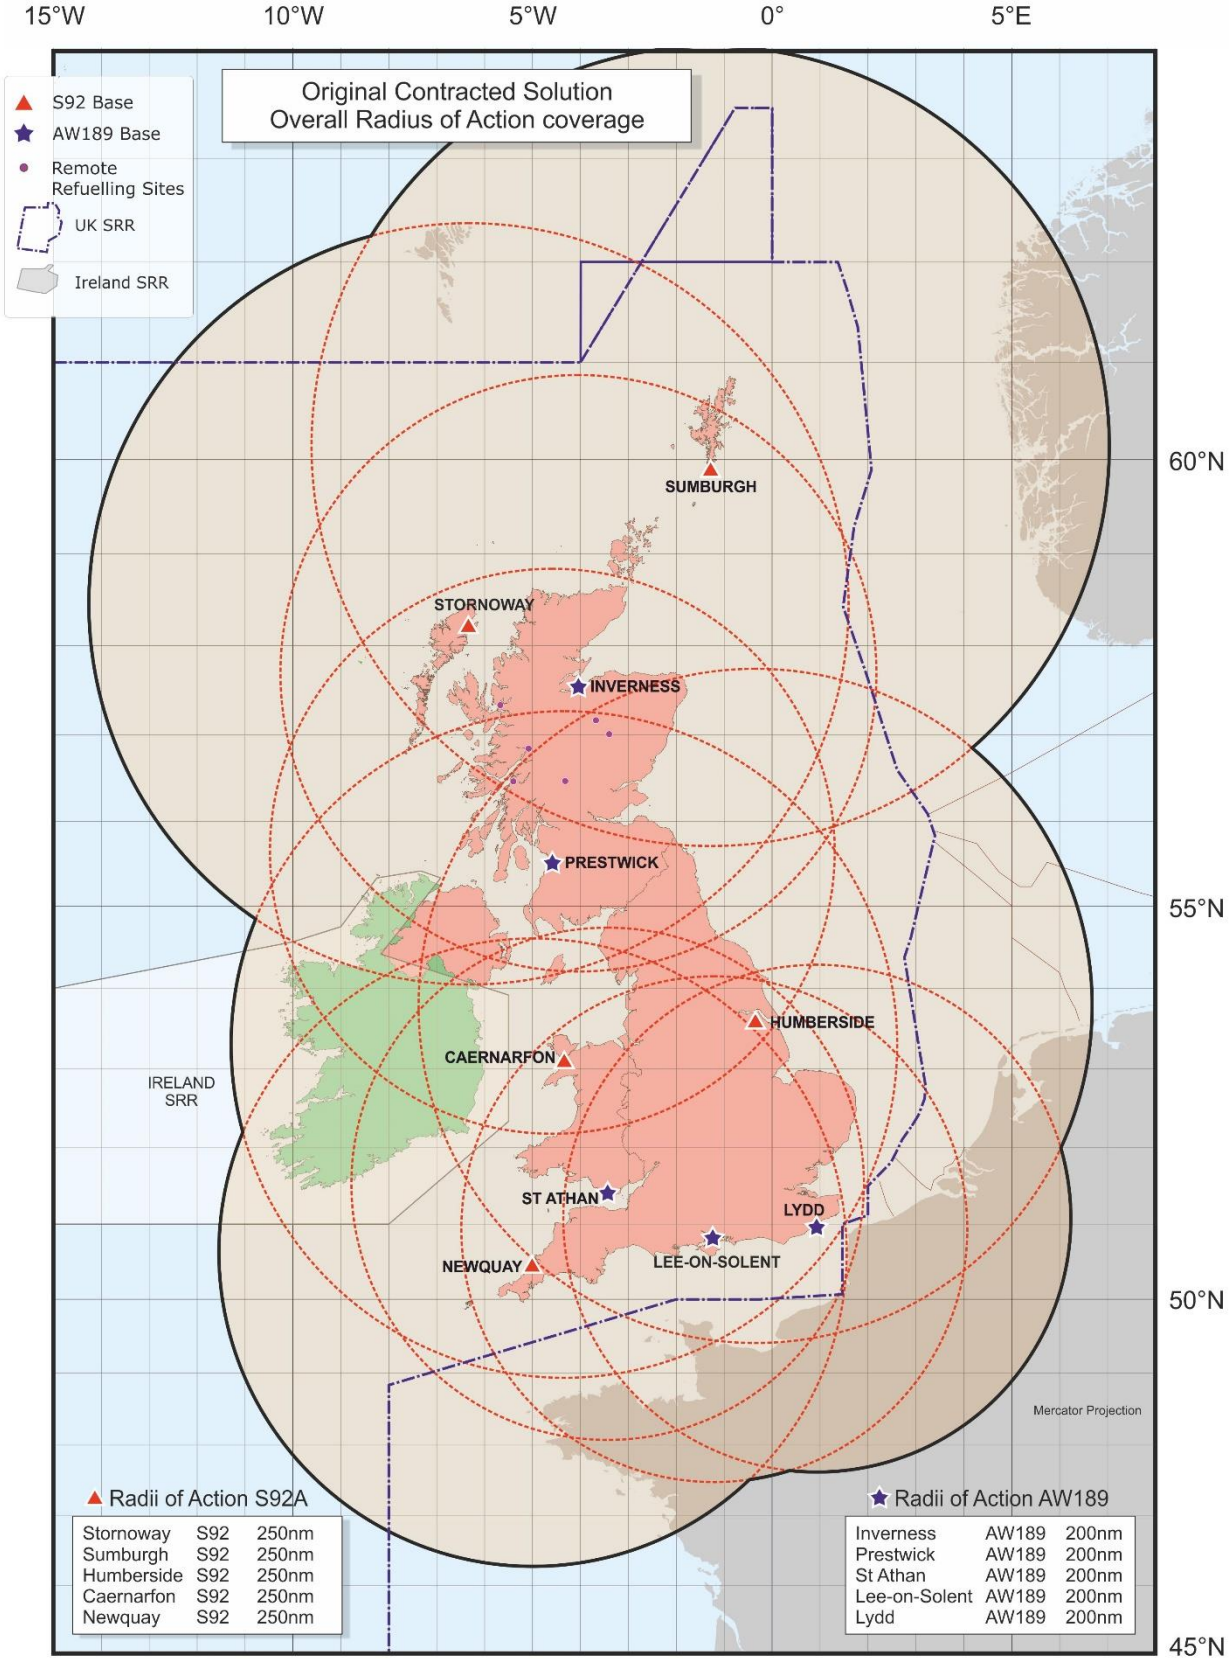 15°W
10°W
5°W
0°
5°E
Original Contracted Solution
Overall Radius of Action coverage
S92 Base
AW189 Base
Remote
Refuelling Sites
UK SRR
Ireland SRR
60°N
SUMBURGH
STORNOWAY
INVERNESS
PRESTWICK
55°N
HUMBERSIDE
CAERNARFON
IRELAND
SRR
ST ATHAN
LYDD
LEE-ON-SOLENT
NEWQUAY
50°N
Mercator Projection
Radii of Action S92A
Stornoway S92 250nm
Sumburgh S92 250nm
Humberside S92 250nm
Caernarfon S92 250nm
Newquay S92 250nm
Radii of Action AW189
Inverness AW189 200nm
Prestwick AW189 200nm
St Athan AW189 200nm
Lee-on-Solent AW189 200nm
Lydd AW189 200nm
45°N